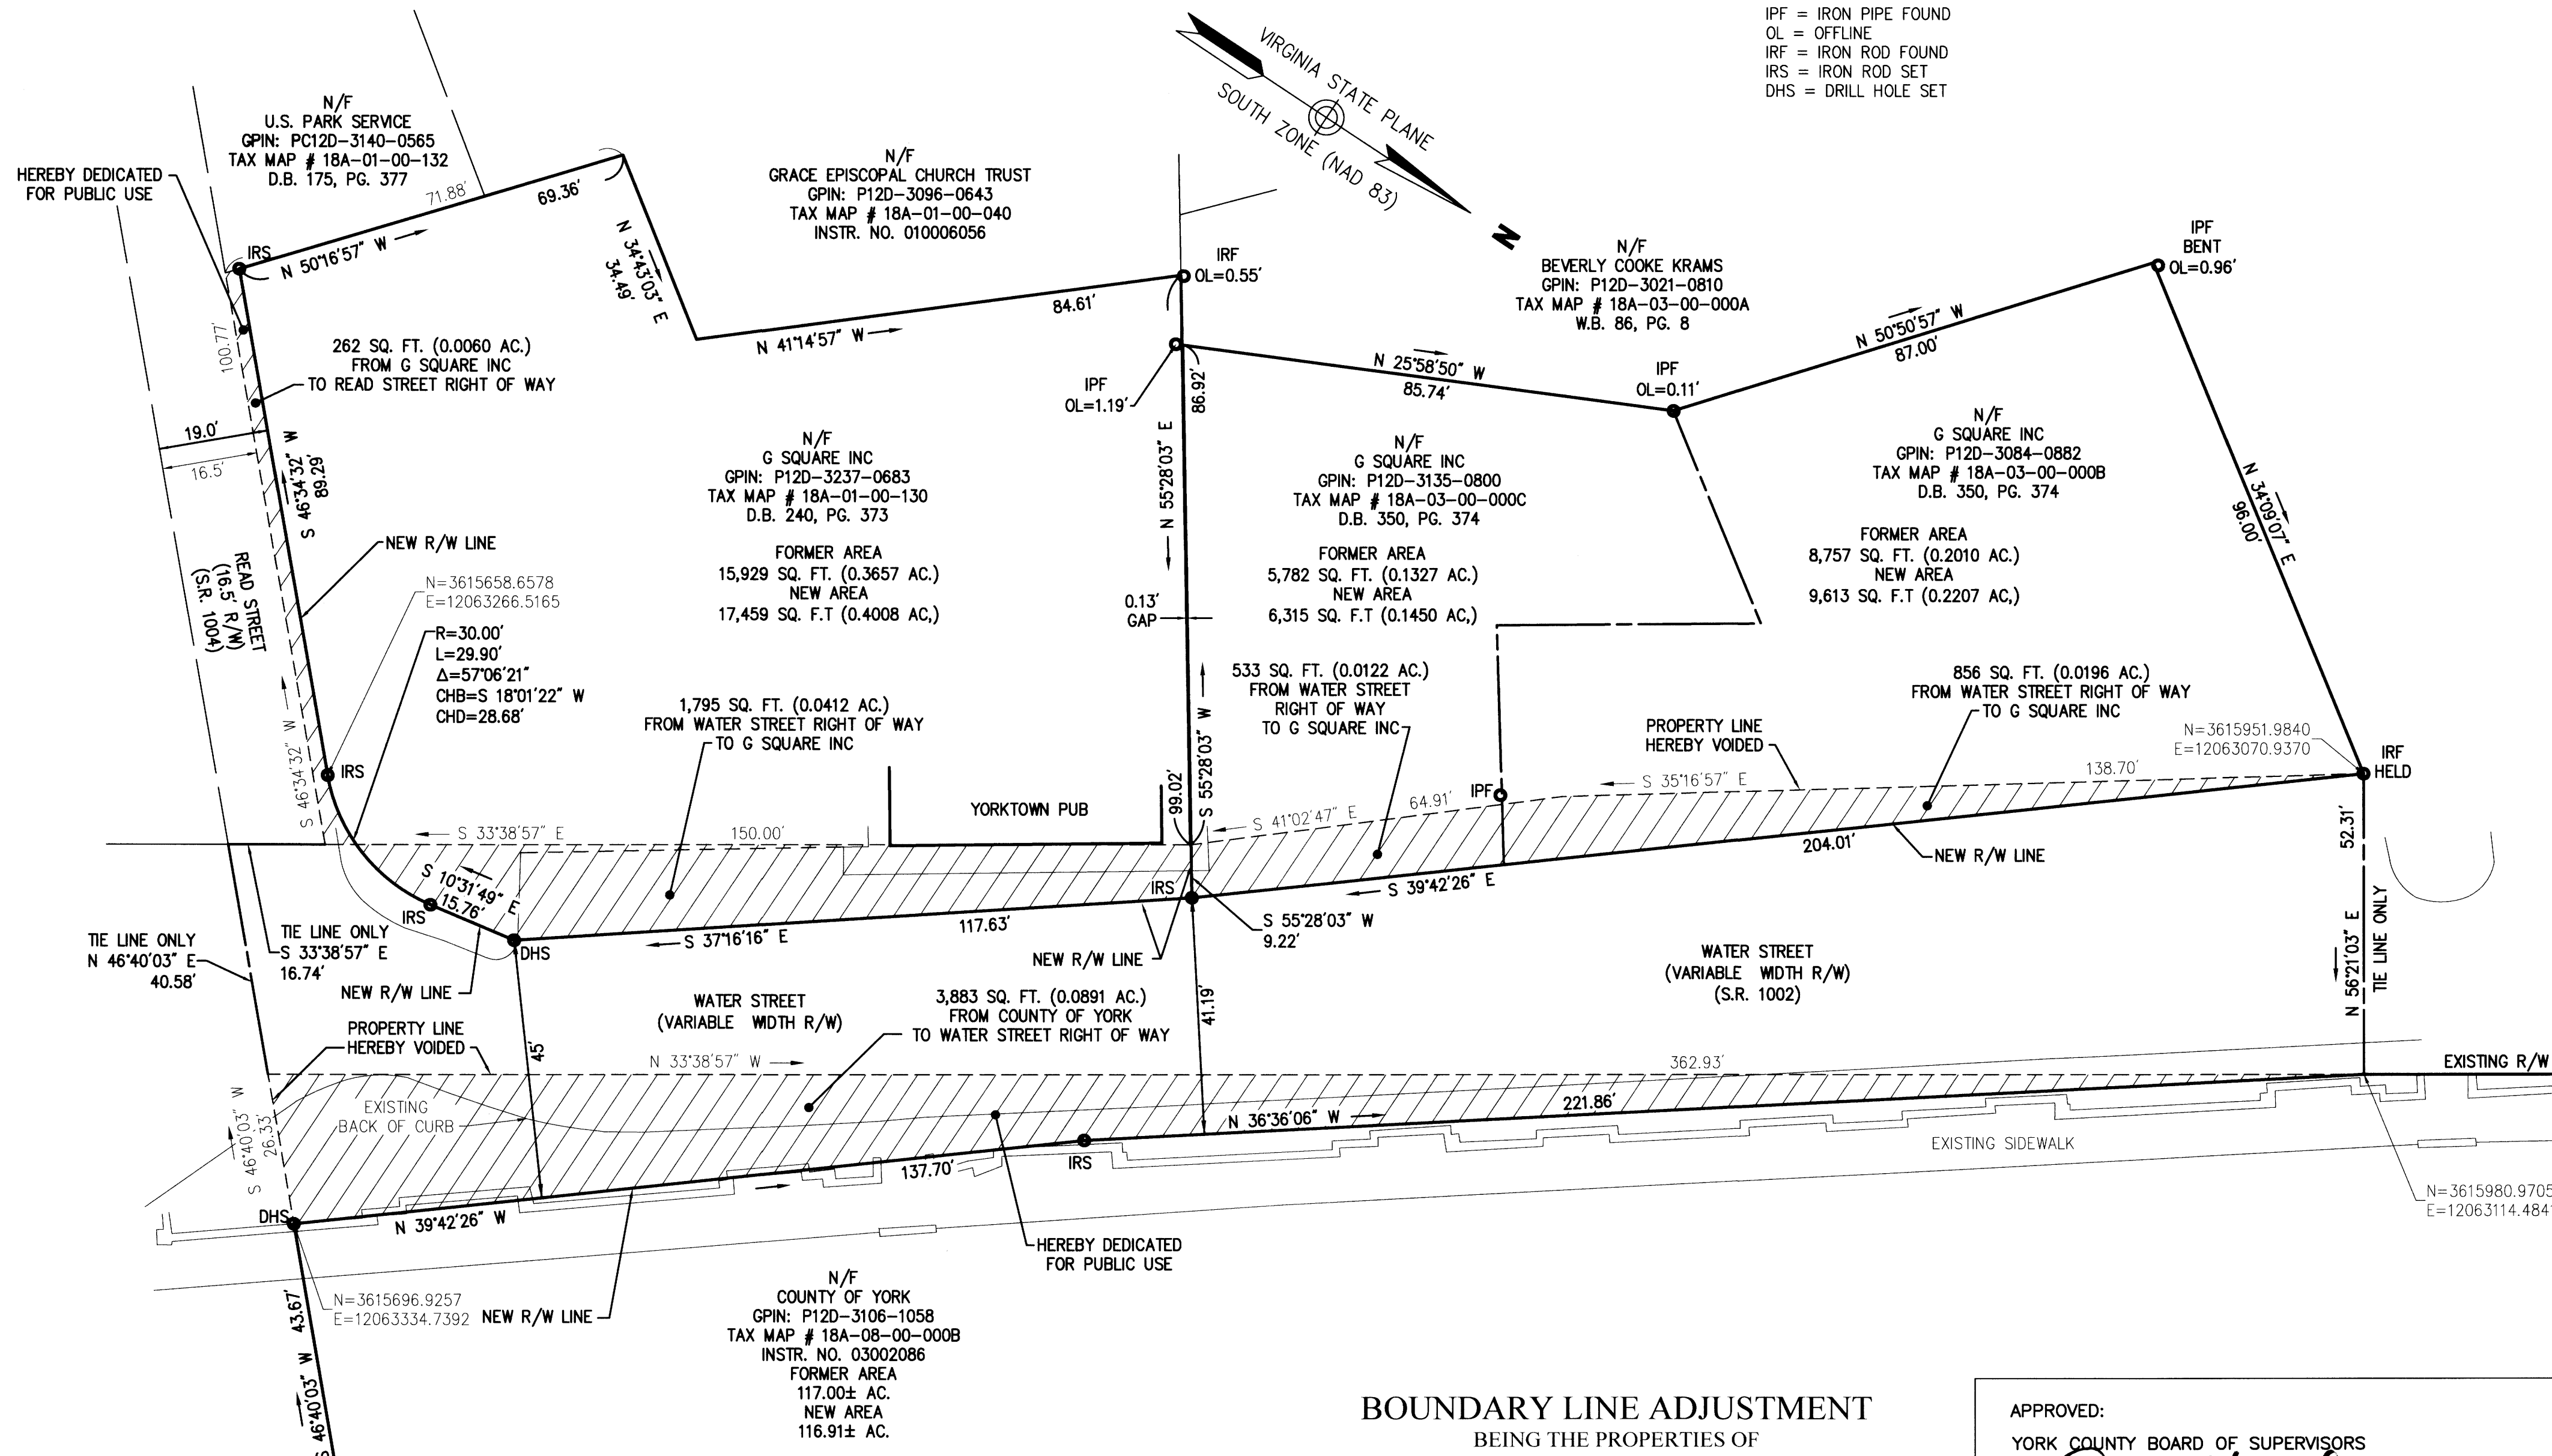 IPF = IRON PIPE FOUND
OL = OFFLINE
IRF = IRON ROD FOUND
IRS = IRON ROD SET
DHS = DRILL HOLE SET
VIRGINIA STATE PLANE
SOUTH ZONE (NAD 83)
N
N/F
U.S. PARK SERVICE
GPIN: PC12D-3140-0565
TAX MAP # 18A-01-00-132
D.B. 175, PG. 377
HEREBY DEDICATED
FOR PUBLIC USE
71.88'
69.36'
IRS
N 50°16'57" W
N 34°43'03" E
34.49'
N/F
GRACE EPISCOPAL CHURCH TRUST
GPIN: P12D-3096-0643
TAX MAP # 18A-01-00-040
INSTR. NO. 010006056
84.61'
N 41°14'57" W
IRF
OL=0.55'
IPF
OL=1.19'
86.92'
N/F
BEVERLY COOKE KRAMS
GPIN: P12D-3021-0810
TAX MAP # 18A-03-00-000A
W.B. 86, PG. 8
N 25°58'50" W
85.74'
IPF
OL=0.11'
N 50°50'57" W
87.00'
IPF
BENT
OL=0.96'
N 34°09'07" E
96.00'
100.77'
262 SQ. FT. (0.0060 AC.)
FROM G SQUARE INC
TO READ STREET RIGHT OF WAY
19.0'
16.5'
S 46°34'32" W
89.29'
N/F
G SQUARE INC
GPIN: P12D-3237-0683
TAX MAP # 18A-01-00-130
D.B. 240, PG. 373
FORMER AREA
15,929 SQ. FT. (0.3657 AC.)
NEW AREA
17,459 SQ. F.T (0.4008 AC,)
N 55°28'03" E
0.13'
GAP
N/F
G SQUARE INC
GPIN: P12D-3135-0800
TAX MAP # 18A-03-00-000C
D.B. 350, PG. 374
FORMER AREA
5,782 SQ. FT. (0.1327 AC.)
NEW AREA
6,315 SQ. F.T (0.1450 AC,)
N/F
G SQUARE INC
GPIN: P12D-3084-0882
TAX MAP # 18A-03-00-000B
D.B. 350, PG. 374
FORMER AREA
8,757 SQ. FT. (0.2010 AC.)
NEW AREA
9,613 SQ. F.T (0.2207 AC,)
NEW R/W LINE
READ STREET
(16.5' R/W)
(S.R. 1004)
N=3615658.6578
E=12063266.5165
R=30.00'
L=29.90'
Δ=57°06'21"
CHB=S 18°01'22" W
CHD=28.68'
S 46°34'32" W
IRS
1,795 SQ. FT. (0.0412 AC.)
FROM WATER STREET RIGHT OF WAY
TO G SQUARE INC
YORKTOWN PUB
99.02'
S 55°28'03" W
533 SQ. FT. (0.0122 AC.)
FROM WATER STREET
RIGHT OF WAY
TO G SQUARE INC
856 SQ. FT. (0.0196 AC.)
FROM WATER STREET RIGHT OF WAY
TO G SQUARE INC
PROPERTY LINE
HEREBY VOIDED
N=3615951.9840
E=12063070.9370
IRF
HELD
138.70'
S 35°16'57" E
IPF
64.91'
S 41°02'47" E
S 33°38'57" E
150.00'
S 10°31'49" E
15.76'
IRS
DHS
117.63'
S 37°16'16" E
IRS
S 39°42'26" E
204.01'
NEW R/W LINE
52.31'
N 56°21'03" E
TIE LINE ONLY
TIE LINE ONLY
N 46°40'03" E
40.58'
TIE LINE ONLY
S 33°38'57" E
16.74'
NEW R/W LINE
NEW R/W LINE
S 55°28'03" W
9.22'
WATER STREET
(VARIABLE WIDTH R/W)
WATER STREET
(VARIABLE WIDTH R/W)
(S.R. 1002)
3,883 SQ. FT. (0.0891 AC.)
FROM COUNTY OF YORK
TO WATER STREET RIGHT OF WAY
41.19'
45'
PROPERTY LINE
HEREBY VOIDED
N 33°38'57" W
362.93'
EXISTING R/W
EXISTING
BACK OF CURB
S 46°40'03" W
26.33'
N 36°36'06" W
221.86'
IRS
137.70'
EXISTING SIDEWALK
DHS
N 39°42'26" W
N=3615980.9705
E=12063114.484
HEREBY DEDICATED
FOR PUBLIC USE
N=3615696.9257
E=12063334.7392
NEW R/W LINE
S 46°40'03" W 43.67'
N/F
COUNTY OF YORK
GPIN: P12D-3106-1058
TAX MAP # 18A-08-00-000B
INSTR. NO. 03002086
FORMER AREA
117.00± AC.
NEW AREA
116.91± AC.
BOUNDARY LINE ADJUSTMENT
BEING THE PROPERTIES OF
APPROVED:
YORK COUNTY BOARD OF SUPERVISORS